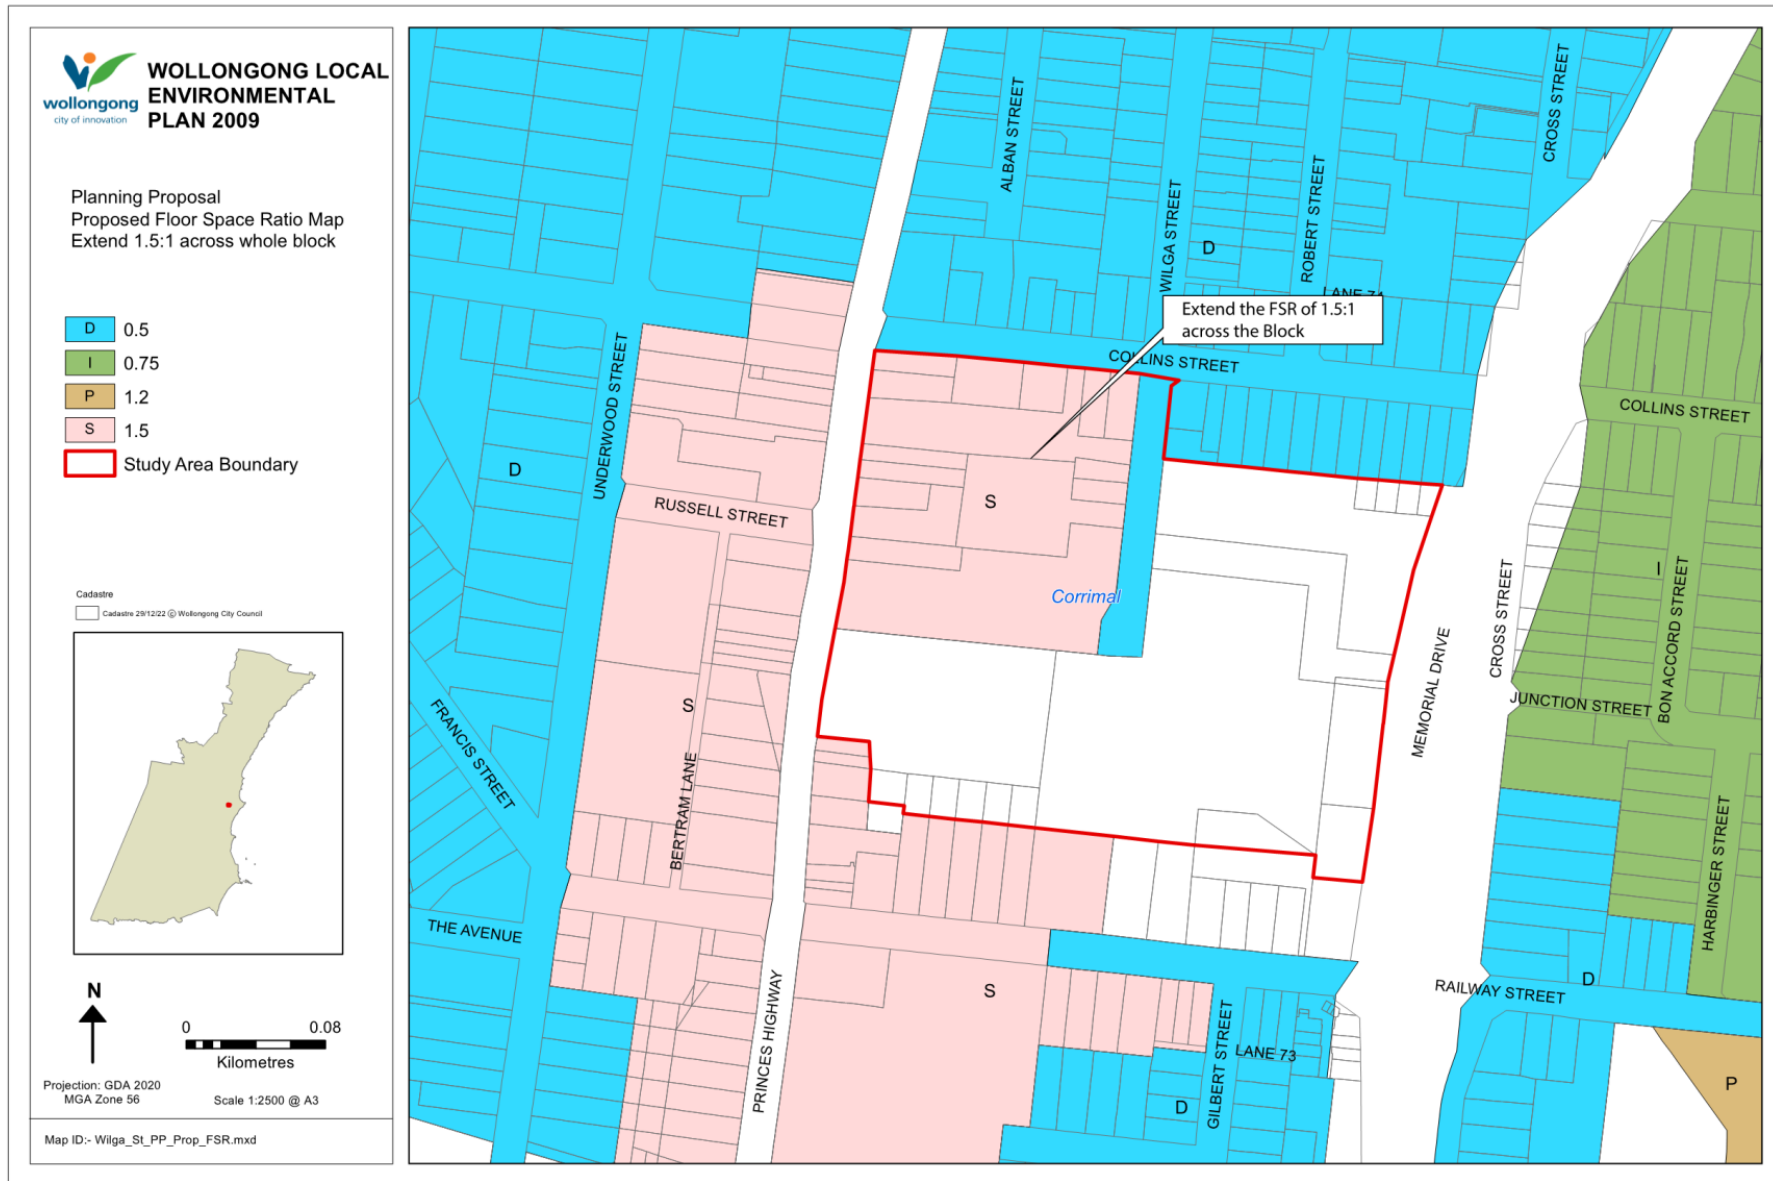 wollongong
city of innovation
WOLLONGONG LOCAL
ENVIRONMENTAL
PLAN 2009
Planning Proposal
Proposed Floor Space Ratio Map
Extend 1.5:1 across whole block
D 0.5
I 0.75
P 1.2
S 1.5
Study Area Boundary
Cadastre
Cadastre 29/12/22 © Wollongong City Council
N
0 0.08
Kilometres
Projection: GDA 2020
MGA Zone 56
Scale 1:2500 @ A3
Map ID:- Wilga_St_PP_Prop_FSR.mxd
ALBAN STREET
WILGA STREET
D
ROBERT STREET
CROSS STREET
LANE 74
Extend the FSR of 1.5:1
across the Block
COLLINS STREET
COLLINS STREET
UNDERWOOD STREET
D
RUSSELL STREET
S
Corrimal
I
BON ACCORD STREET
CROSS STREET
MEMORIAL DRIVE
JUNCTION STREET
FRANCIS STREET
S
BERTRAM LANE
HARBINGER STREET
THE AVENUE
PRINCES HIGHWAY
S
D
RAILWAY STREET
GILBERT STREET
LANE 73
D
P